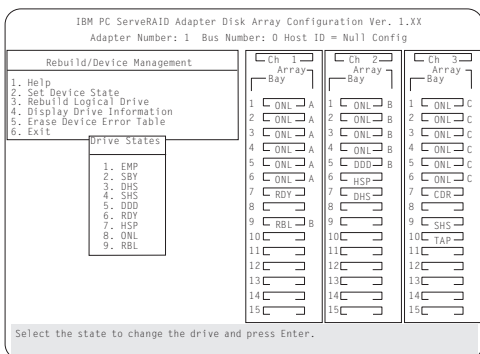 IBM PC ServeRAID Adapter Disk Array Configuration Ver. 1.XX
Adapter Number: 1 Bus Number: 0 Host ID = Null Config
Rebuild/Device Management
1. Help
2. Set Device State
3. Rebuild Logical Drive
4. Display Drive Information
5. Erase Device Error Table
6. Exit
Drive States
1. EMP
2. SBY
3. DHS
4. SHS
5. DDD
6. RDY
7. HSP
8. ONL
9. RBL
Ch 1
Array
Bay
1 ONL A
2 ONL A
3 ONL A
4 ONL A
5 ONL A
6 ONL A
7 RDY
8
9 RBL B
10
11
12
13
14
15
Ch 2
Array
Bay
1 ONL B
2 ONL B
3 ONL B
4 ONL B
5 DDD B
6 HSP
7 DHS
8
9
10
11
12
13
14
15
Ch 3
Array
Bay
1 ONL C
2 ONL C
3 ONL C
4 ONL C
5 ONL C
6 ONL C
7 CDR
8
9 SHS
10 TAP
11
12
13
14
15
Select the state to change the drive and press Enter.